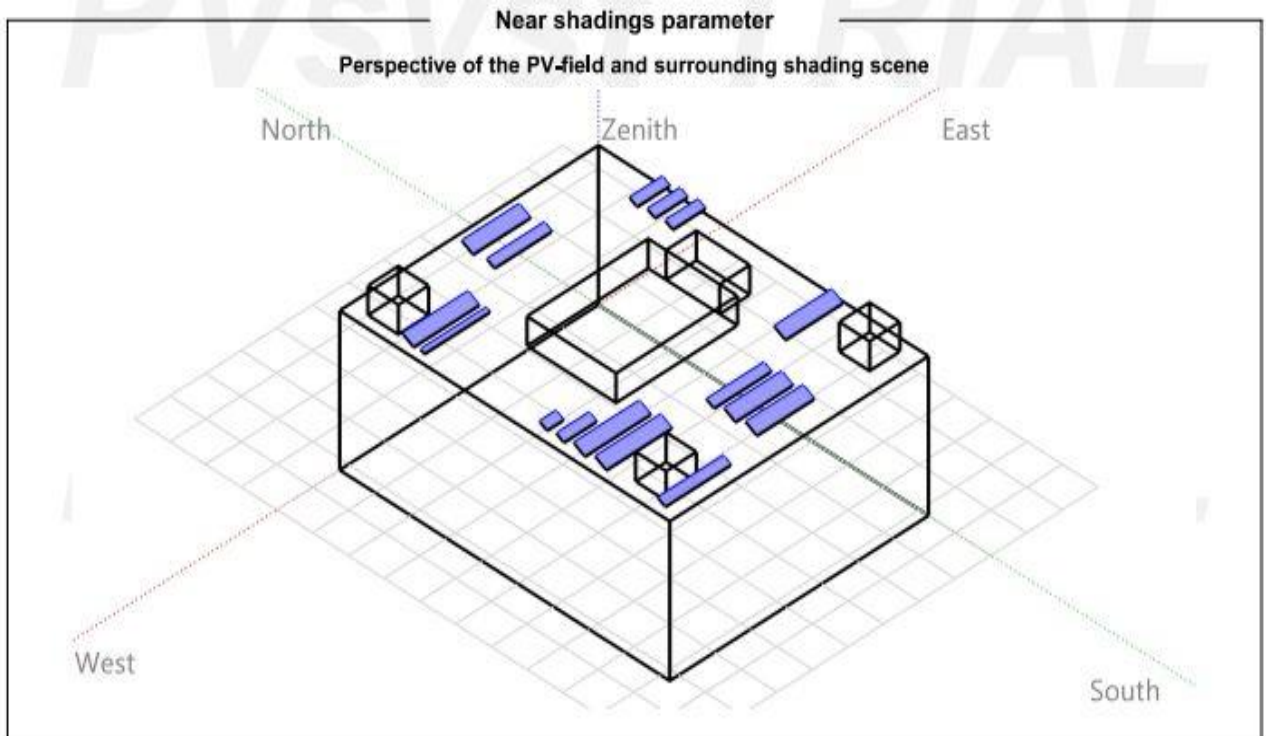 PVsyst TRIAL
Near shadings parameter
Perspective of the PV-field and surrounding shading scene
North
Zenith
East
West
South